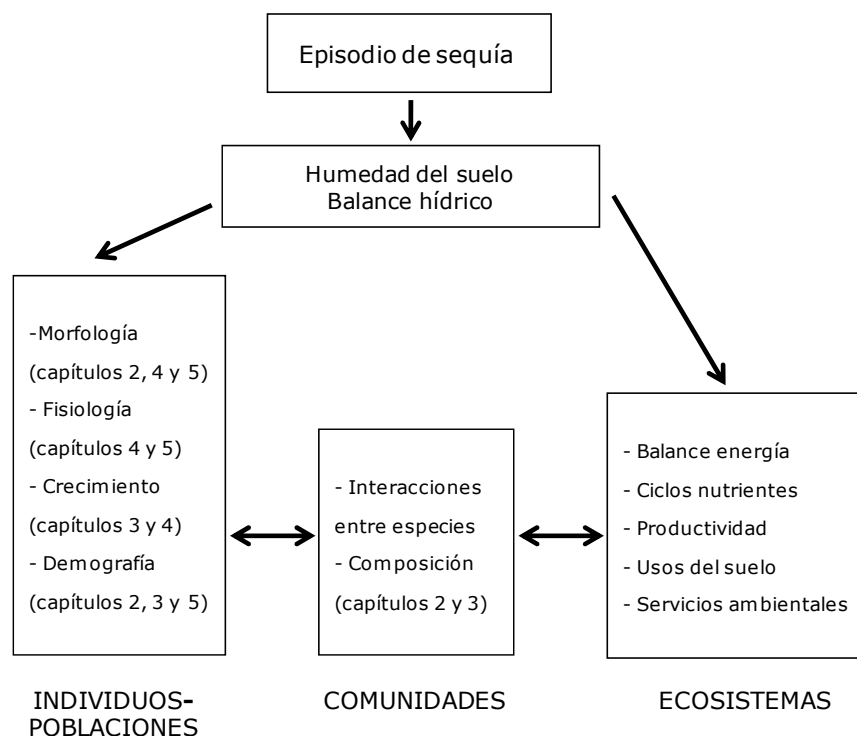 Episodio de sequía
Humedad del suelo
Balance hídrico
-Morfología
(capítulos 2, 4 y 5)
- Fisiología
(capítulos 4 y 5)
- Crecimiento
(capítulos 3 y 4)
- Demografía
(capítulos 2, 3 y 5)
- Interacciones
entre especies
- Composición
(capítulos 2 y 3)
- Balance energía
- Ciclos nutrientes
- Productividad
- Usos del suelo
- Servicios ambientales
INDIVIDUOS-
POBLACIONES
COMUNIDADES
ECOSISTEMAS